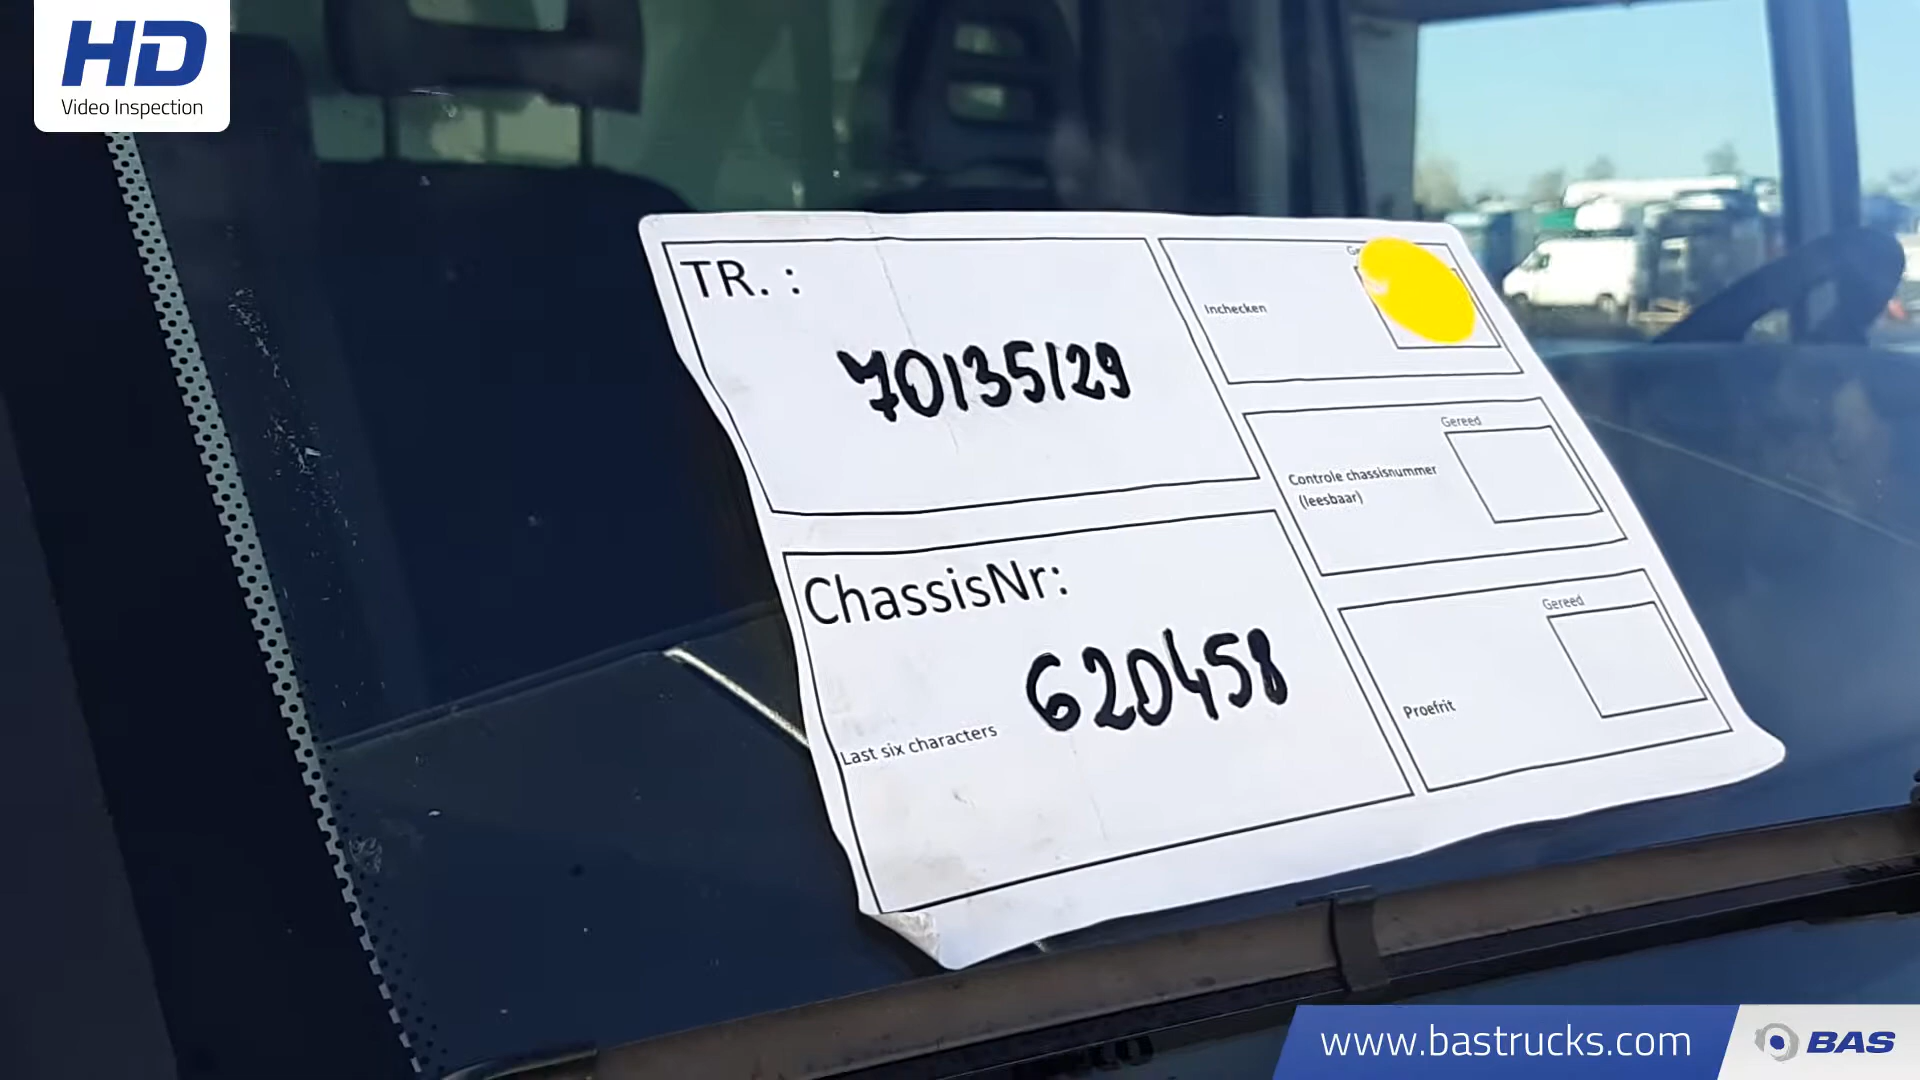 HD
Video Inspection
TR. :
70135129
Inchecken
Controle chassisnummer
(leesbaar)
Gereed
ChassisNr:
620458
Last six characters
Proefrit
Gereed
www.bastrucks.com
BAS